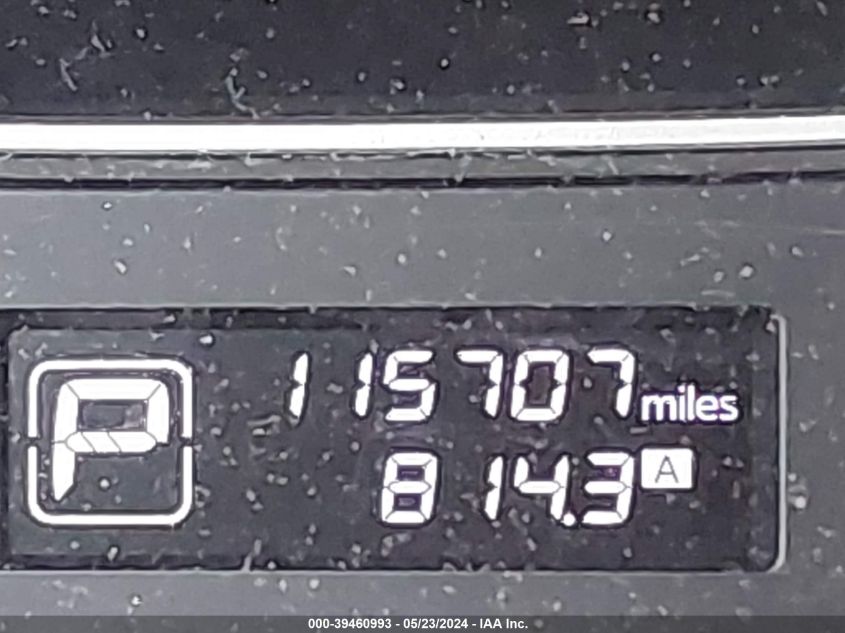 115707 miles
P
814.3 A
000-39460993 - 05/23/2024 - IAA Inc.